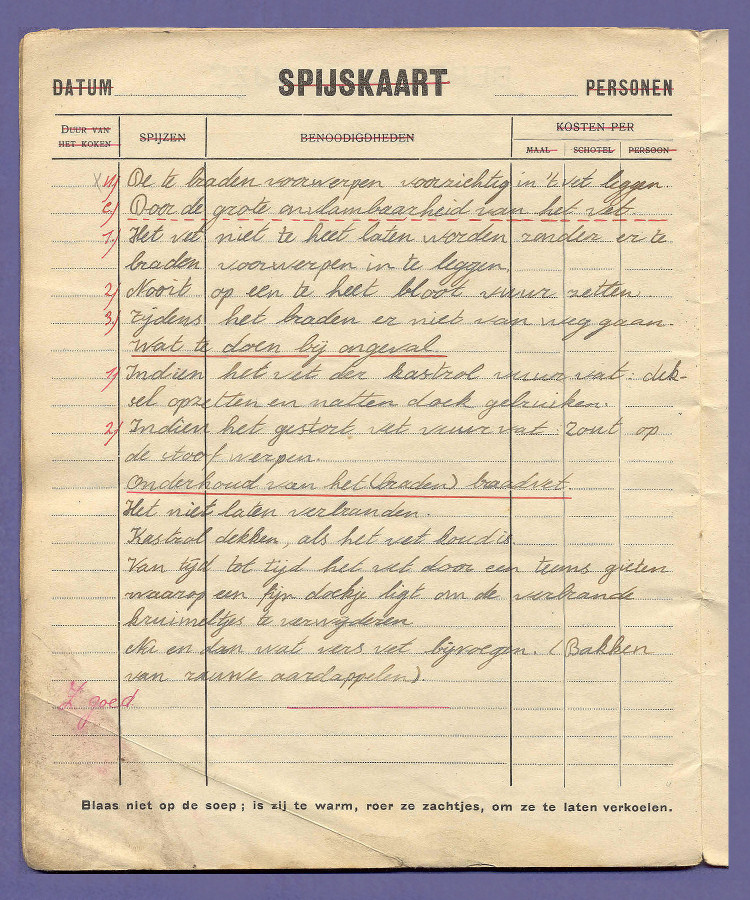 DATUM SPIJSKAART PERSONEN
DUUR VAN HET KOKEN SPIJZEN BENOODIGDHEDEN KOSTEN PER
MAAL SCHOTEL PERSOON
4) De te braden voorwerpen voorzichtig in 't vet leggen.
c) Door de grote onvlambaarheid van het vet.
1) Het vet niet te heet laten worden zonder er te
braden voorwerpen in te leggen.
2) Nooit op een te heet bloot vuur zetten.
3) Tijdens het braden er niet van weg gaan.
Wat te doen bij ongeval.
1) Indien het vet der kastrol vuur vat: dek-
sel opzetten en natten doek gebruiken.
2) Indien het gestort vet vuur vat: zout op
de stoof werpen.
Onderhoud van het (braden) braadvet.
Het niet laten verbranden.
Kastrol dekken, als het vet koud is.
Van tijd tot tijd het vet door een teems gieten
waarop een fijn doekje ligt om de verbrande
kruimeltjes te verwijderen
Nu en dan wat vers vet bijvoegen. (Bakken
van rauwe aardappelen).
Z goed
Blaas niet op de soep ; is zij te warm, roer ze zachtjes, om ze te laten verkoelen.